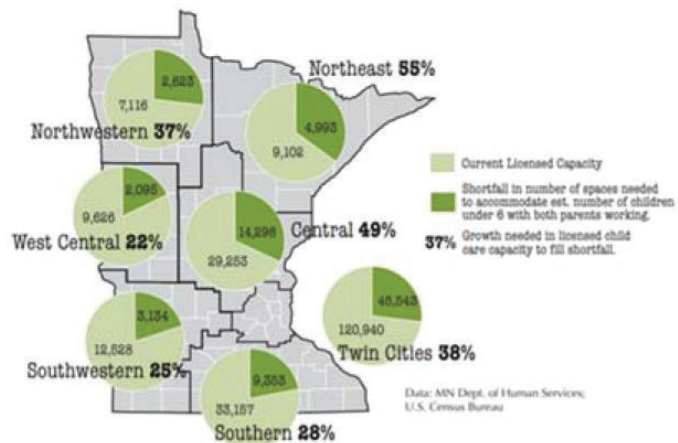 Northeast 55%
2,623
7,116
Northwestern 37%
4,993
9,102
Current Licensed Capacity
Shortfall in number of spaces needed
to accommodate est. number of children
under 6 with both parents working.
37% Growth needed in licensed child
care capacity to fill shortfall.
2,095
9,626
West Central 22%
14,298
Central 49%
29,253
45,543
120,940
Twin Cities 38%
3,134
12,528
Southwestern 25%
9,353
33,157
Southern 28%
Data: MN Dept. of Human Services;
U.S. Census Bureau